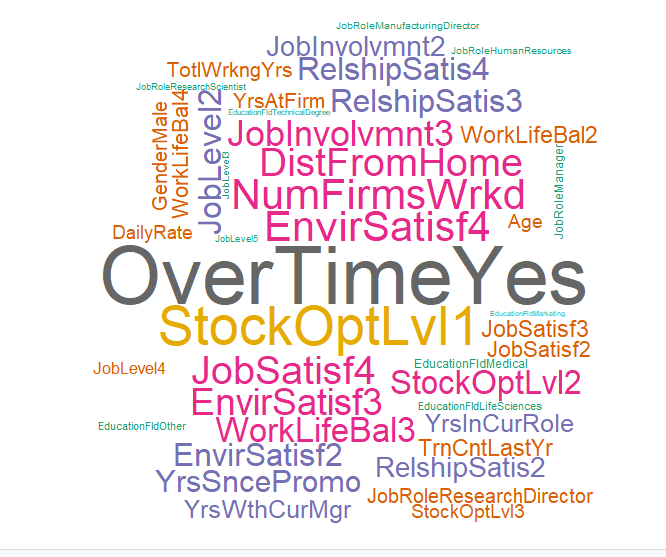 JobRoleManufacturingDirector
JobInvolvmnt2
JobRoleHumanResources
TotlWrkngYrs
RelshipSatis4
JobRoleResearchScientist
YrsAtFirm
RelshipSatis3
EducationFldTechnicalDegree
GenderMale
WorkLifeBal4
JobLevel2
JobLevel3
JobInvolvmnt3
WorkLifeBal2
DistFromHome
JobRoleManager
NumFirmsWrkd
DailyRate
JobLevel5
EnvirSatisf4
Age
OverTimeYes
StockOptLvl1
EducationFldMarketing
JobSatisf3
JobSatisf2
JobLevel4
JobSatisf4
EducationFldMedical
StockOptLvl2
EnvirSatisf3
EducationFldLifeSciences
EducationFldOther
WorkLifeBal3
YrsInCurRole
EnvirSatisf2
TrnCntLastYr
RelshipSatis2
YrsSncePromo
JobRoleResearchDirector
YrsWthCurMgr
StockOptLvl3